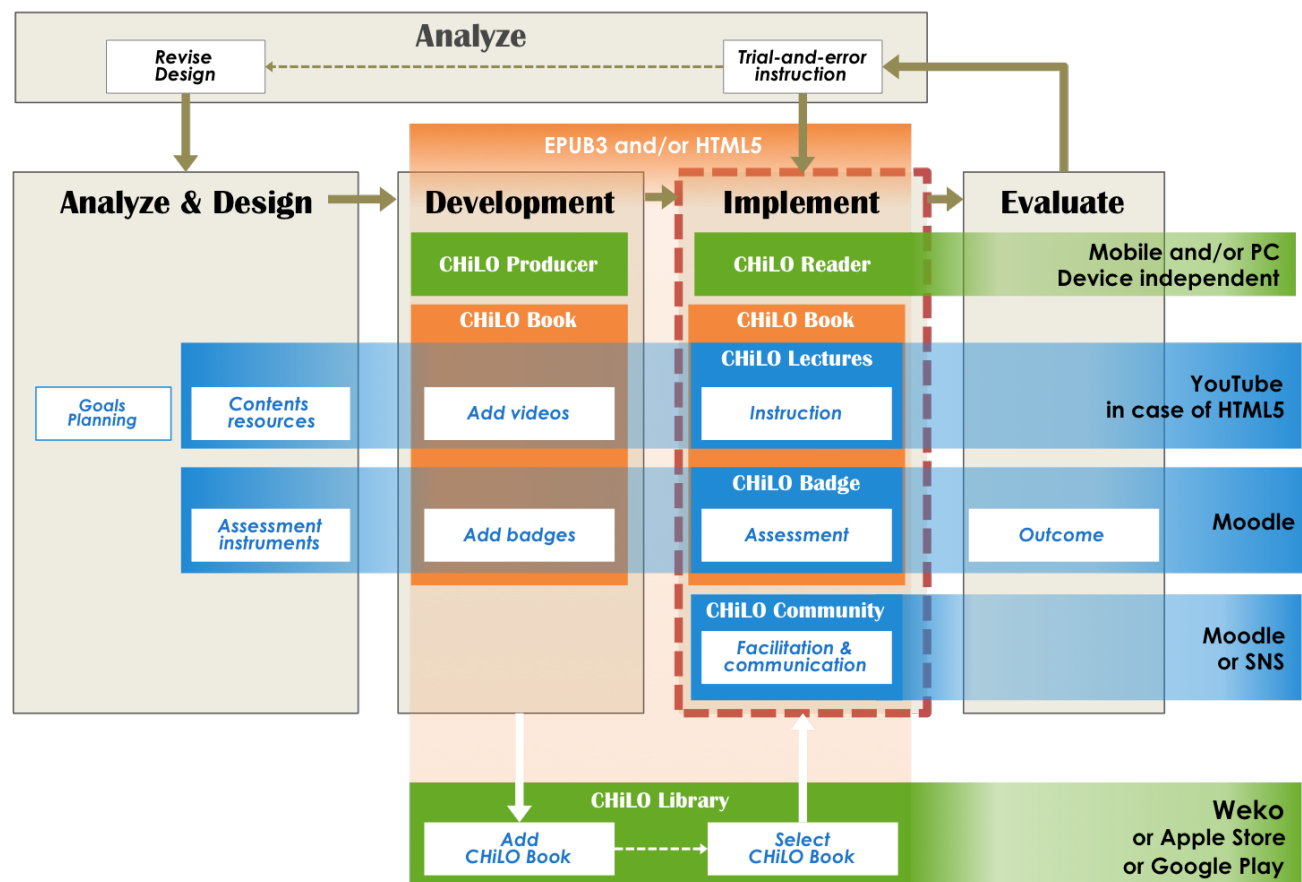 Analyze
Revise
Design
Trial-and-error
instruction
EPUB3 and/or HTML5
Analyze & Design
Development
Implement
Evaluate
CHiLO Producer
CHiLO Reader
Mobile and/or PC
Device independent
CHiLO Book
CHiLO Book
CHiLO Lectures
Goals
Planning
Contents
resources
Add videos
Instruction
YouTube
in case of HTML5
CHiLO Badge
Assessment
instruments
Add badges
Assessment
Outcome
Moodle
CHiLO Community
Facilitation &
communication
Moodle
or SNS
CHiLO Library
Add
CHiLO Book
Select
CHiLO Book
Weko
or Apple Store
or Google Play